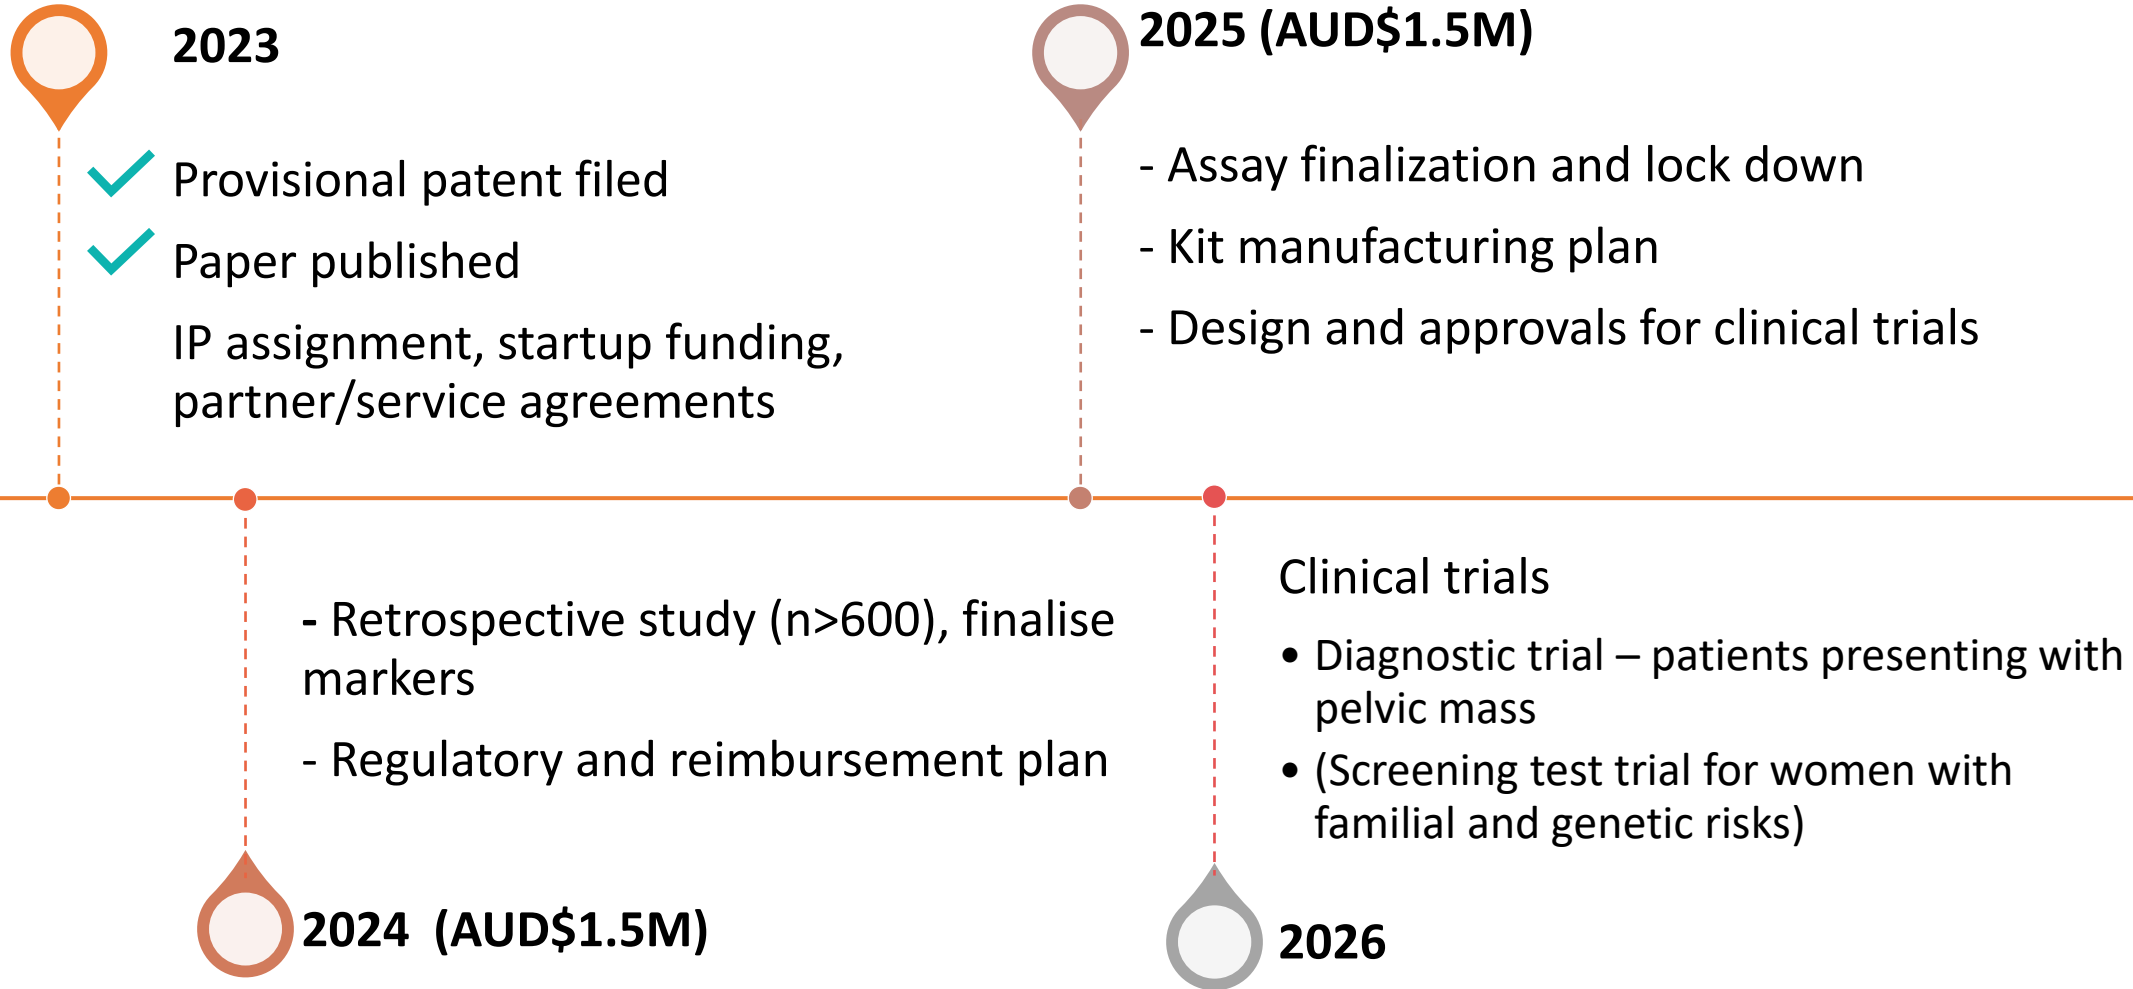 2023
Provisional patent filed
Paper published
IP assignment, startup funding,
partner/service agreements
- Retrospective study (n>600), finalise
markers
- Regulatory and reimbursement plan
2024 (AUD$1.5M)
2025 (AUD$1.5M)
- Assay finalization and lock down
- Kit manufacturing plan
- Design and approvals for clinical trials
Clinical trials
• Diagnostic trial – patients presenting with
pelvic mass
• (Screening test trial for women with
familial and genetic risks)
2026